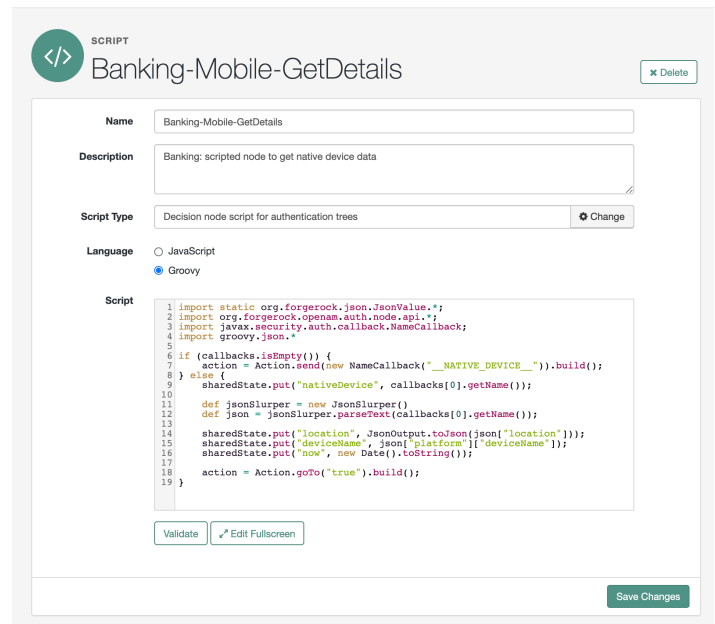 </>
SCRIPT
Banking-Mobile-GetDetails
✖ Delete
Name
Banking-Mobile-GetDetails
Description
Banking: scripted node to get native device data
Script Type
Decision node script for authentication trees
Change
Language
JavaScript
Groovy
Script
1 import static org.forgerock.json.JsonValue.*;
2 import org.forgerock.openam.auth.node.api.*;
3 import javax.security.auth.callback.NameCallback;
4 import groovy.json.*
5
6 if (callbacks.isEmpty()) {
7     action = Action.send(new NameCallback("__NATIVE_DEVICE__")).build();
8 } else {
9     sharedState.put("nativeDevice", callbacks[0].getName());
10
11     def jsonSlurper = new JsonSlurper()
12     def json = jsonSlurper.parseText(callbacks[0].getName());
13
14     sharedState.put("location", JsonOutput.toJson(json["location"]));
15     sharedState.put("deviceName", json["platform"]["deviceName"]);
16     sharedState.put("now", new Date().toString());
17
18     action = Action.goTo("true").build();
19 }
Validate
Edit Fullscreen
Save Changes